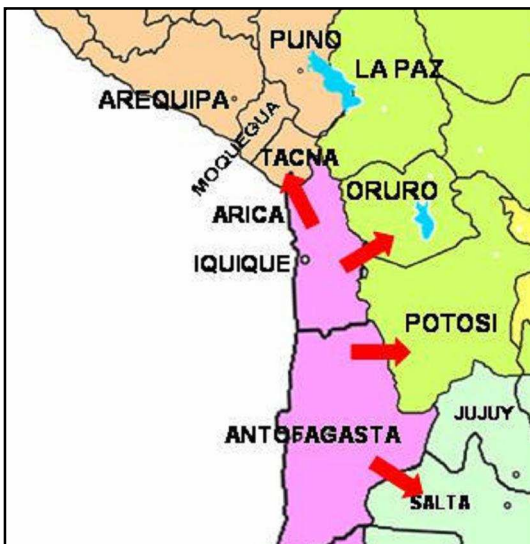 PUNO
LA PAZ
AREQUIPA
MOQUEGUA
TACNA
ORURO
ARICA
IQUIQUE
POTOSI
JUJUY
ANTOFAGASTA
SALTA